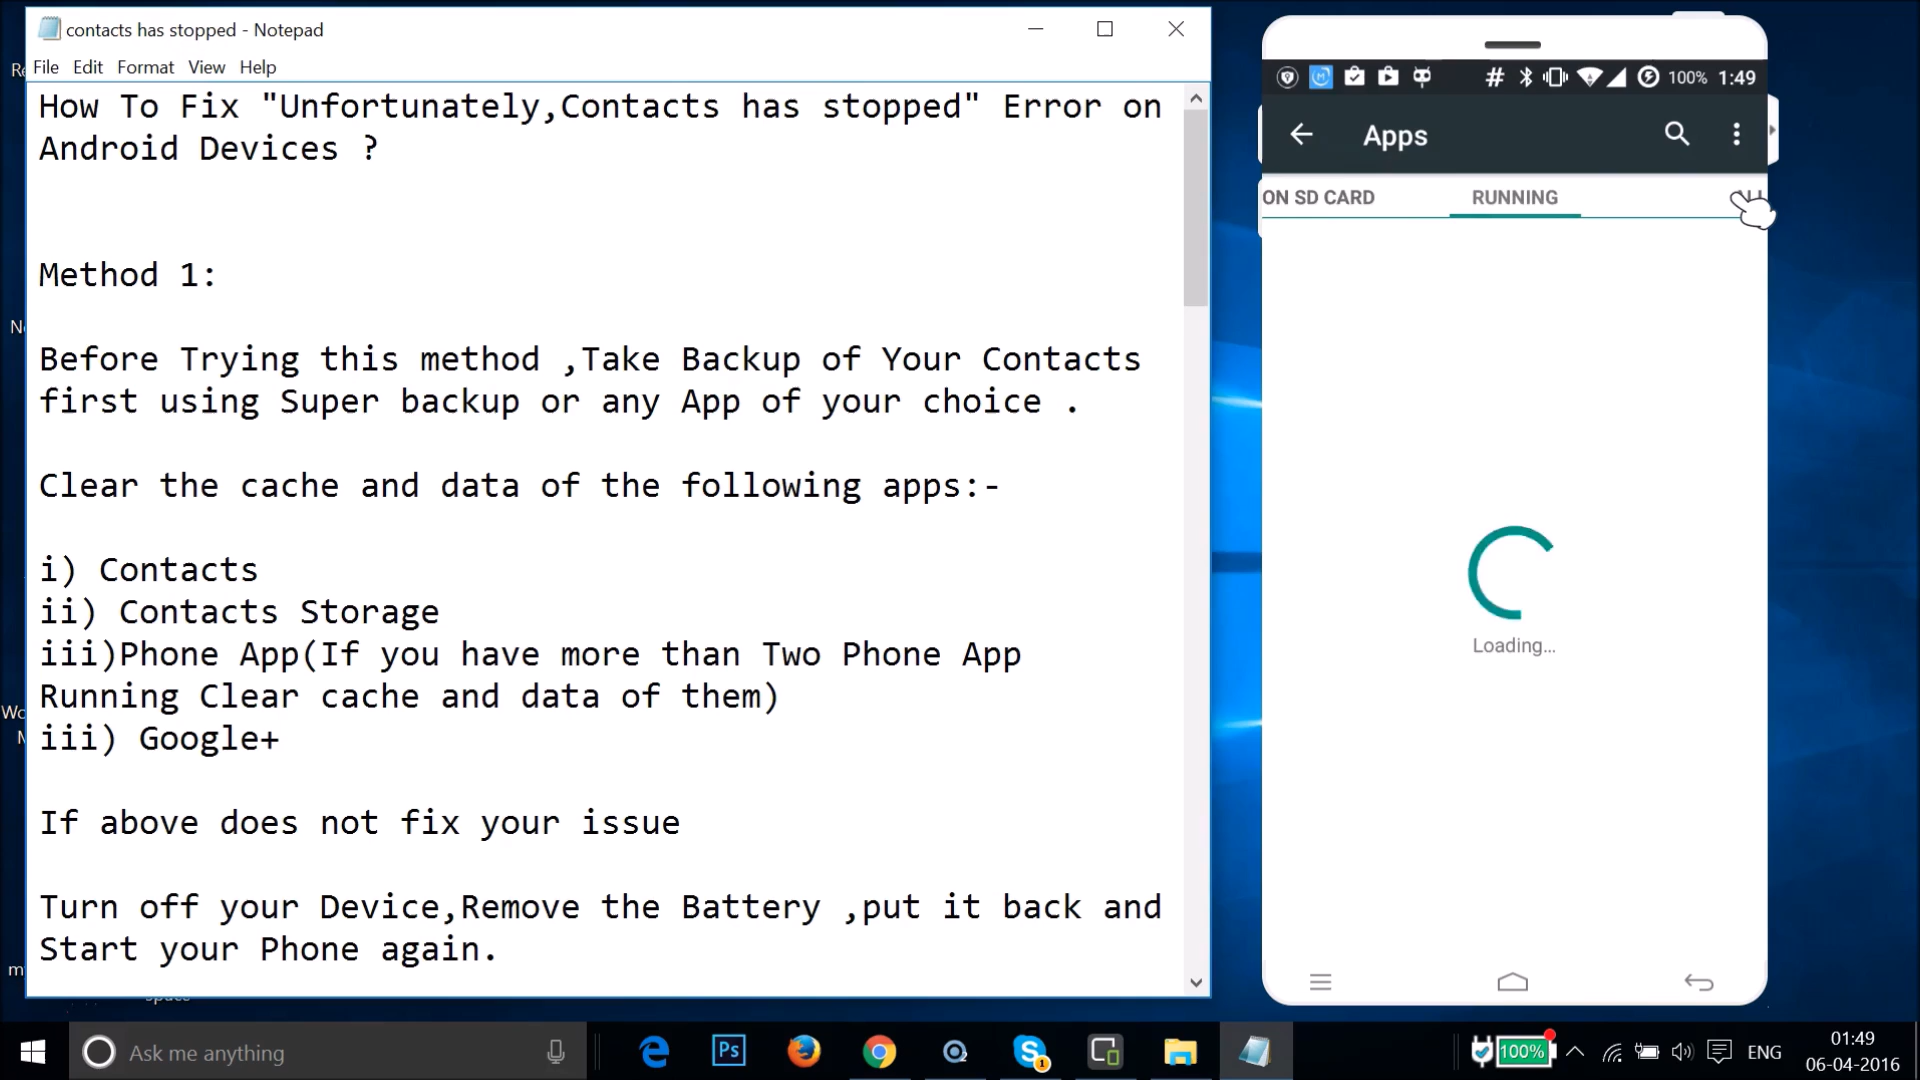 contacts has stopped - Notepad
File Edit Format View Help
How To Fix "Unfortunately,Contacts has stopped" Error on
Android Devices ?
Method 1:
Before Trying this method ,Take Backup of Your Contacts
first using Super backup or any App of your choice .
Clear the cache and data of the following apps:-
i) Contacts
ii) Contacts Storage
iii)Phone App(If you have more than Two Phone App
Running Clear cache and data of them)
iii) Google+
If above does not fix your issue
Turn off your Device,Remove the Battery ,put it back and
Start your Phone again.
100% 1:49
Apps
ON SD CARD RUNNING
Loading...
Ask me anything
Ps
100%
ENG
01:49
06-04-2016